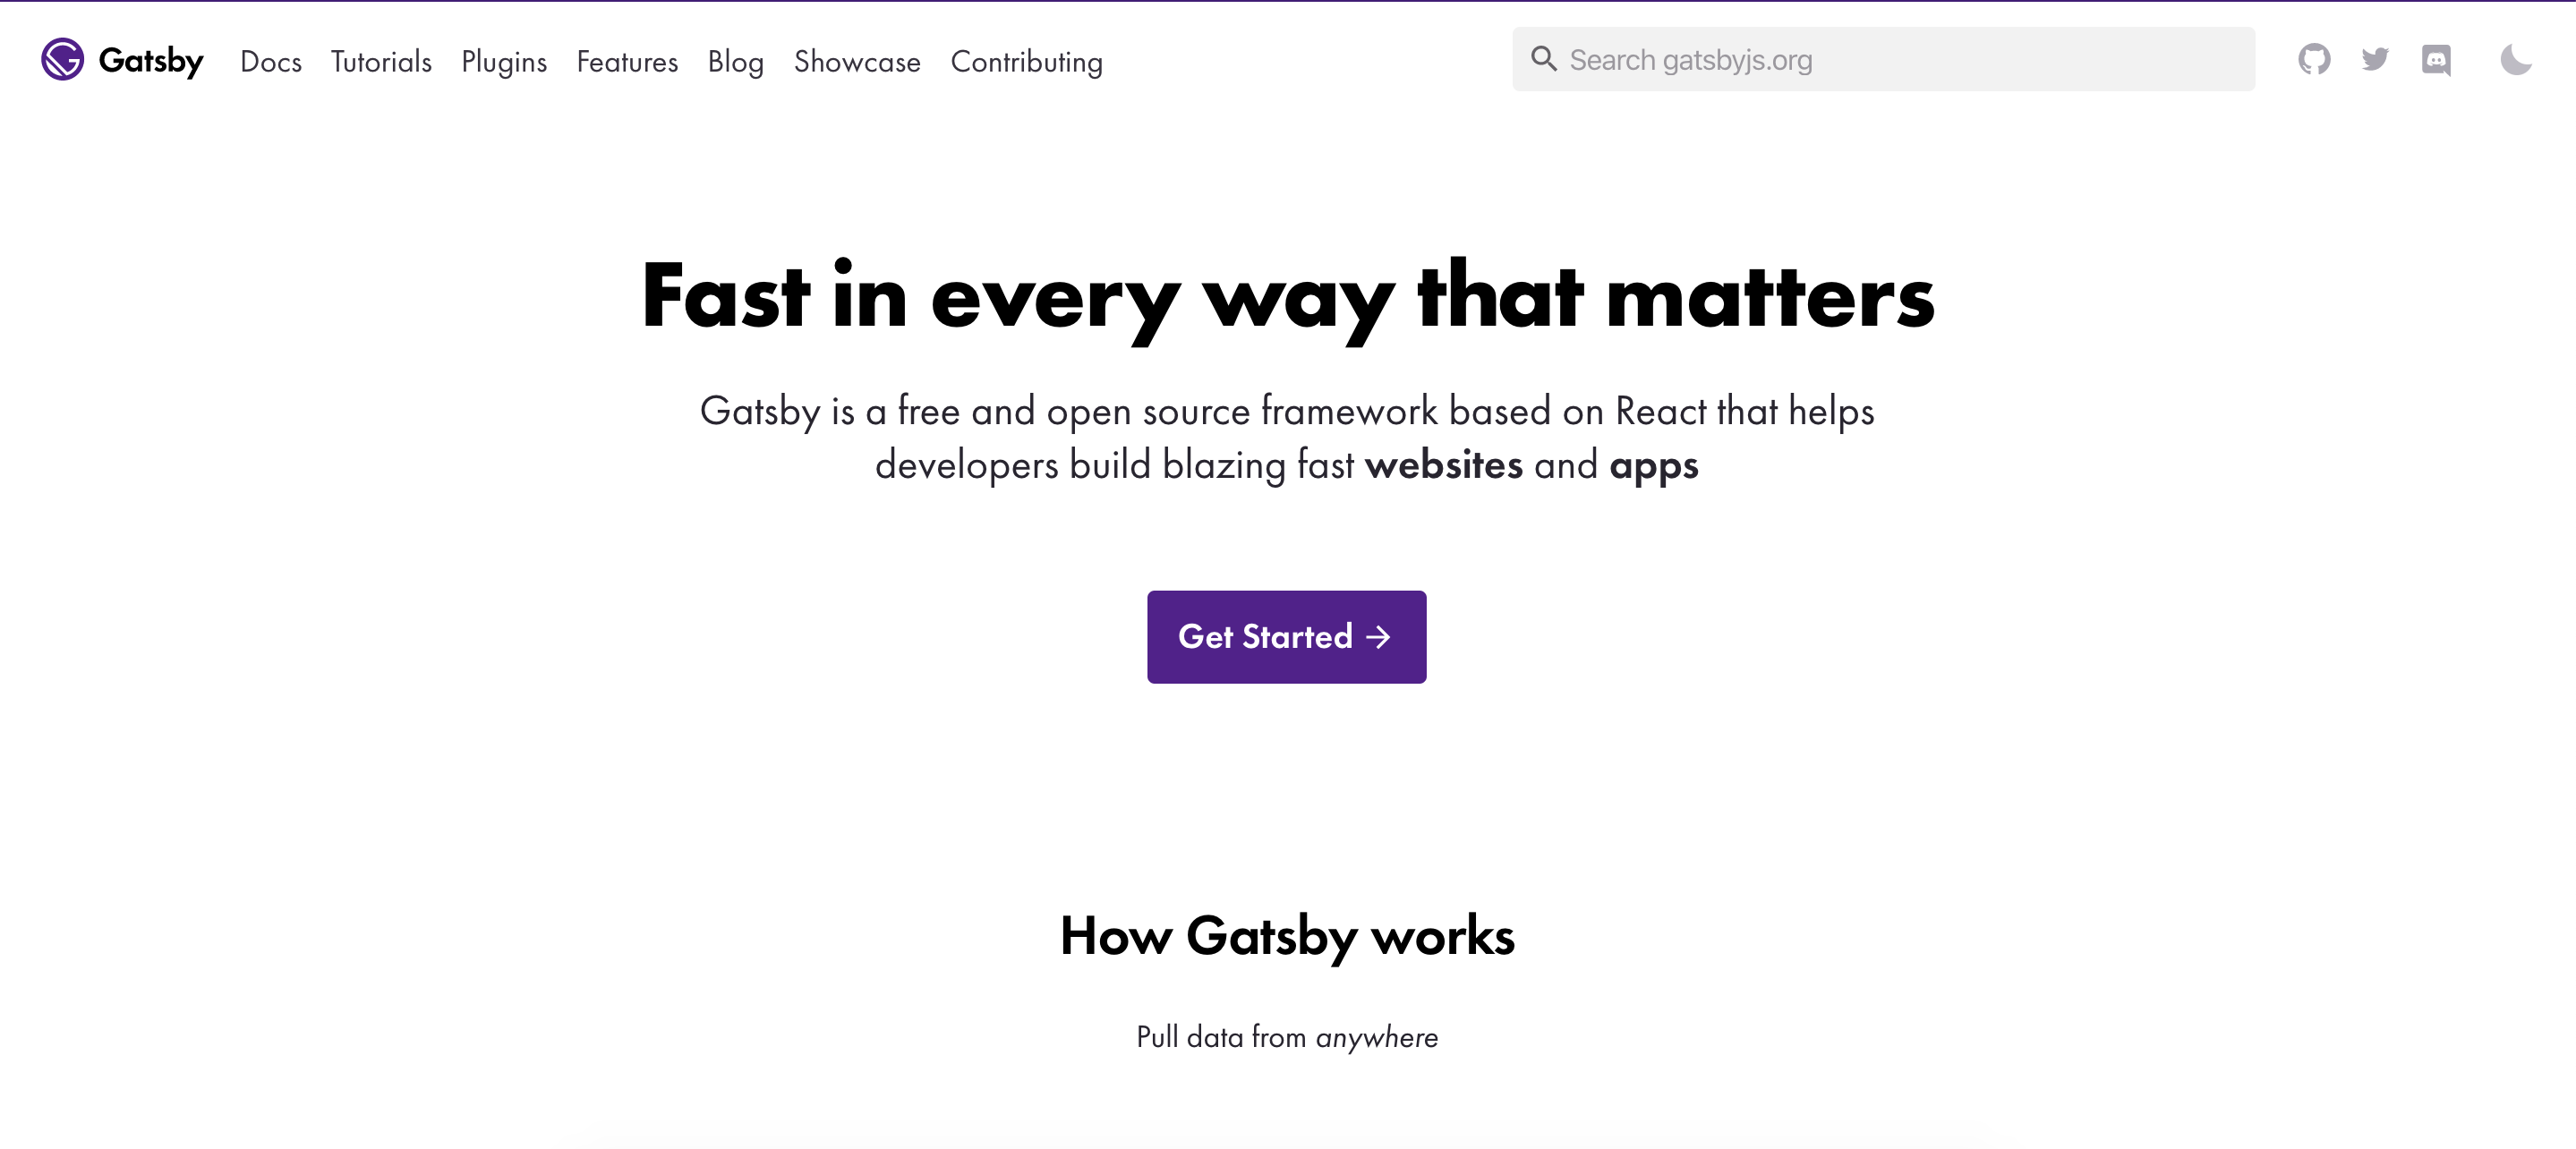 Gatsby Docs Tutorials Plugins Features Blog Showcase Contributing Search gatsbyjs.org
Fast in every way that matters
Gatsby is a free and open source framework based on React that helps
developers build blazing fast websites and apps
Get Started →
How Gatsby works
Pull data from anywhere